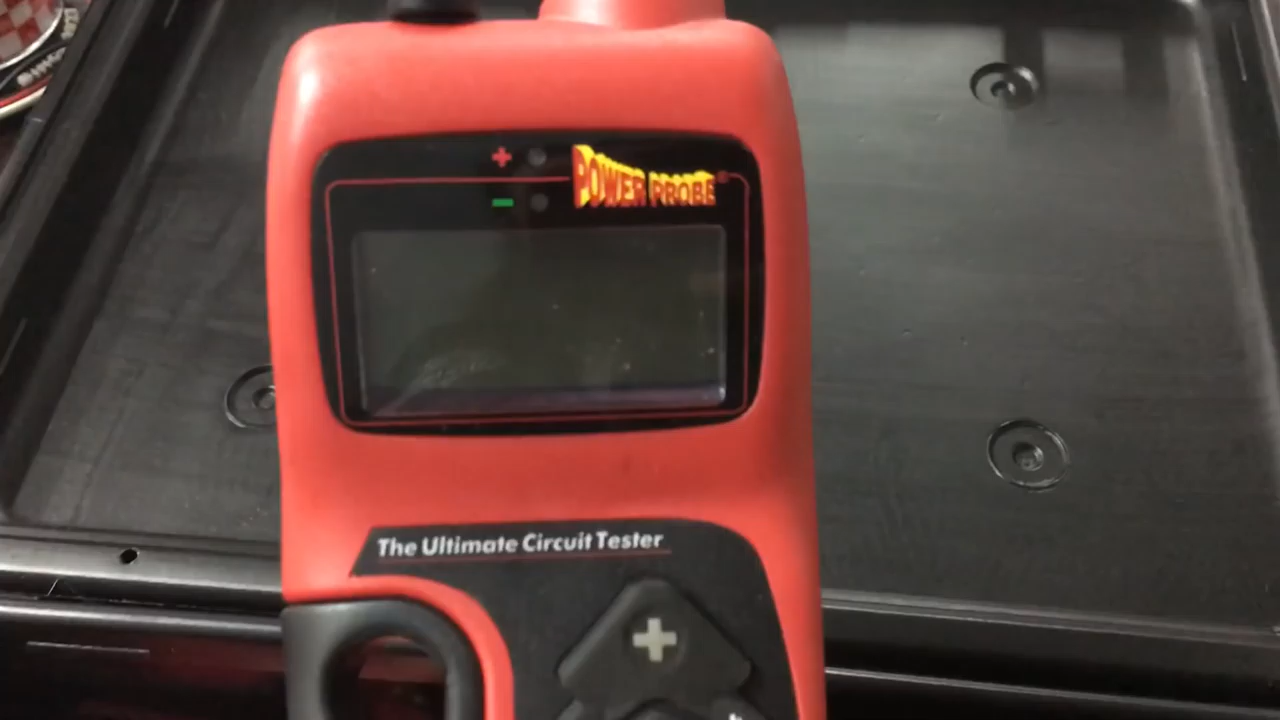 +
POWER PROBE
-
The Ultimate Circuit Tester
+